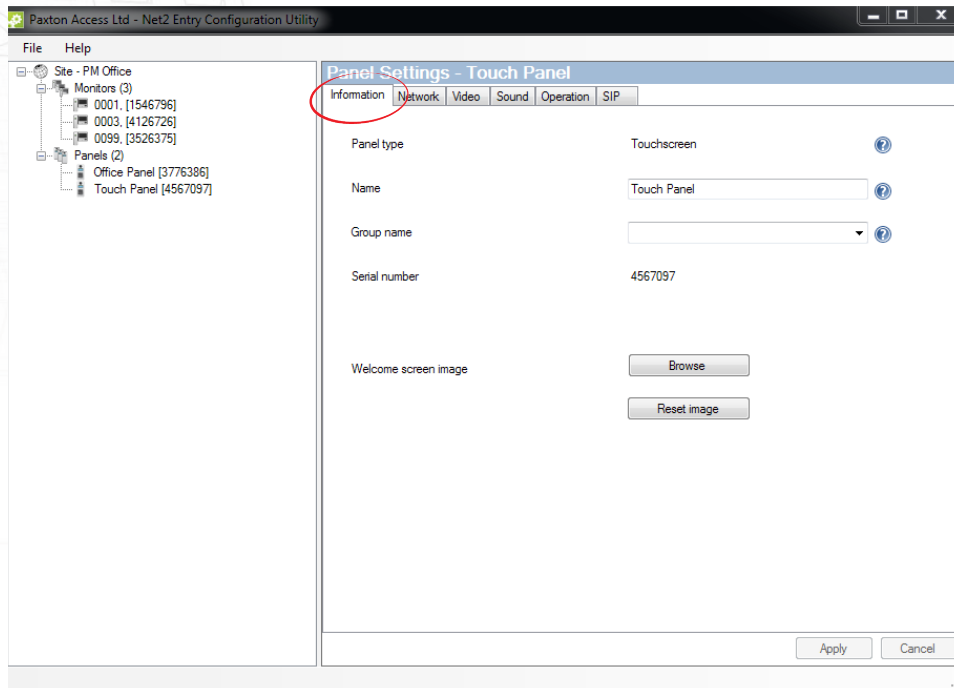 Paxton Access Ltd - Net2 Entry Configuration Utility
File Help
Site - PM Office
Monitors (3)
0001, [1546796]
0003, [4126726]
0099, [3526375]
Panels (2)
Office Panel [3776386]
Touch Panel [4567097]
Panel Settings - Touch Panel
Information Network Video Sound Operation SIP
Panel type Touchscreen
Name Touch Panel
Group name
Serial number 4567097
Welcome screen image Browse
Reset image
Apply Cancel